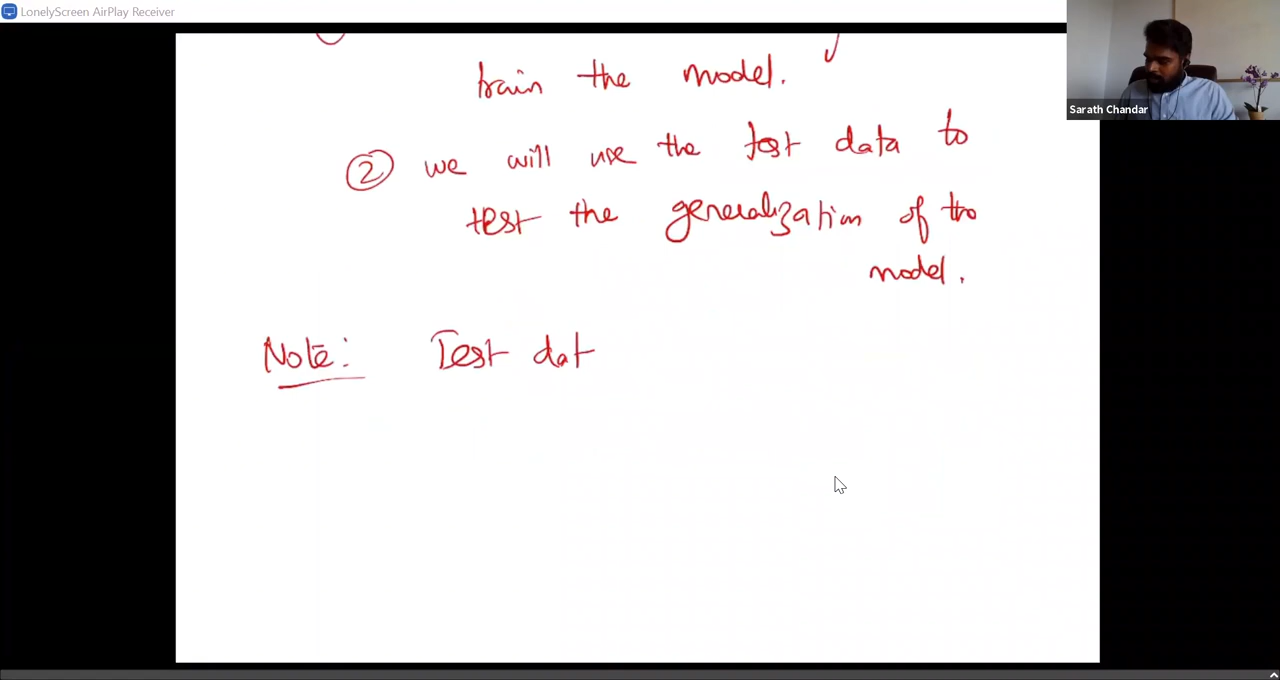 LonelyScreen AirPlay Receiver
Sarath Chandar
train the model.
② we will use the test data to
test the generalization of the
model.
Note: Test dat